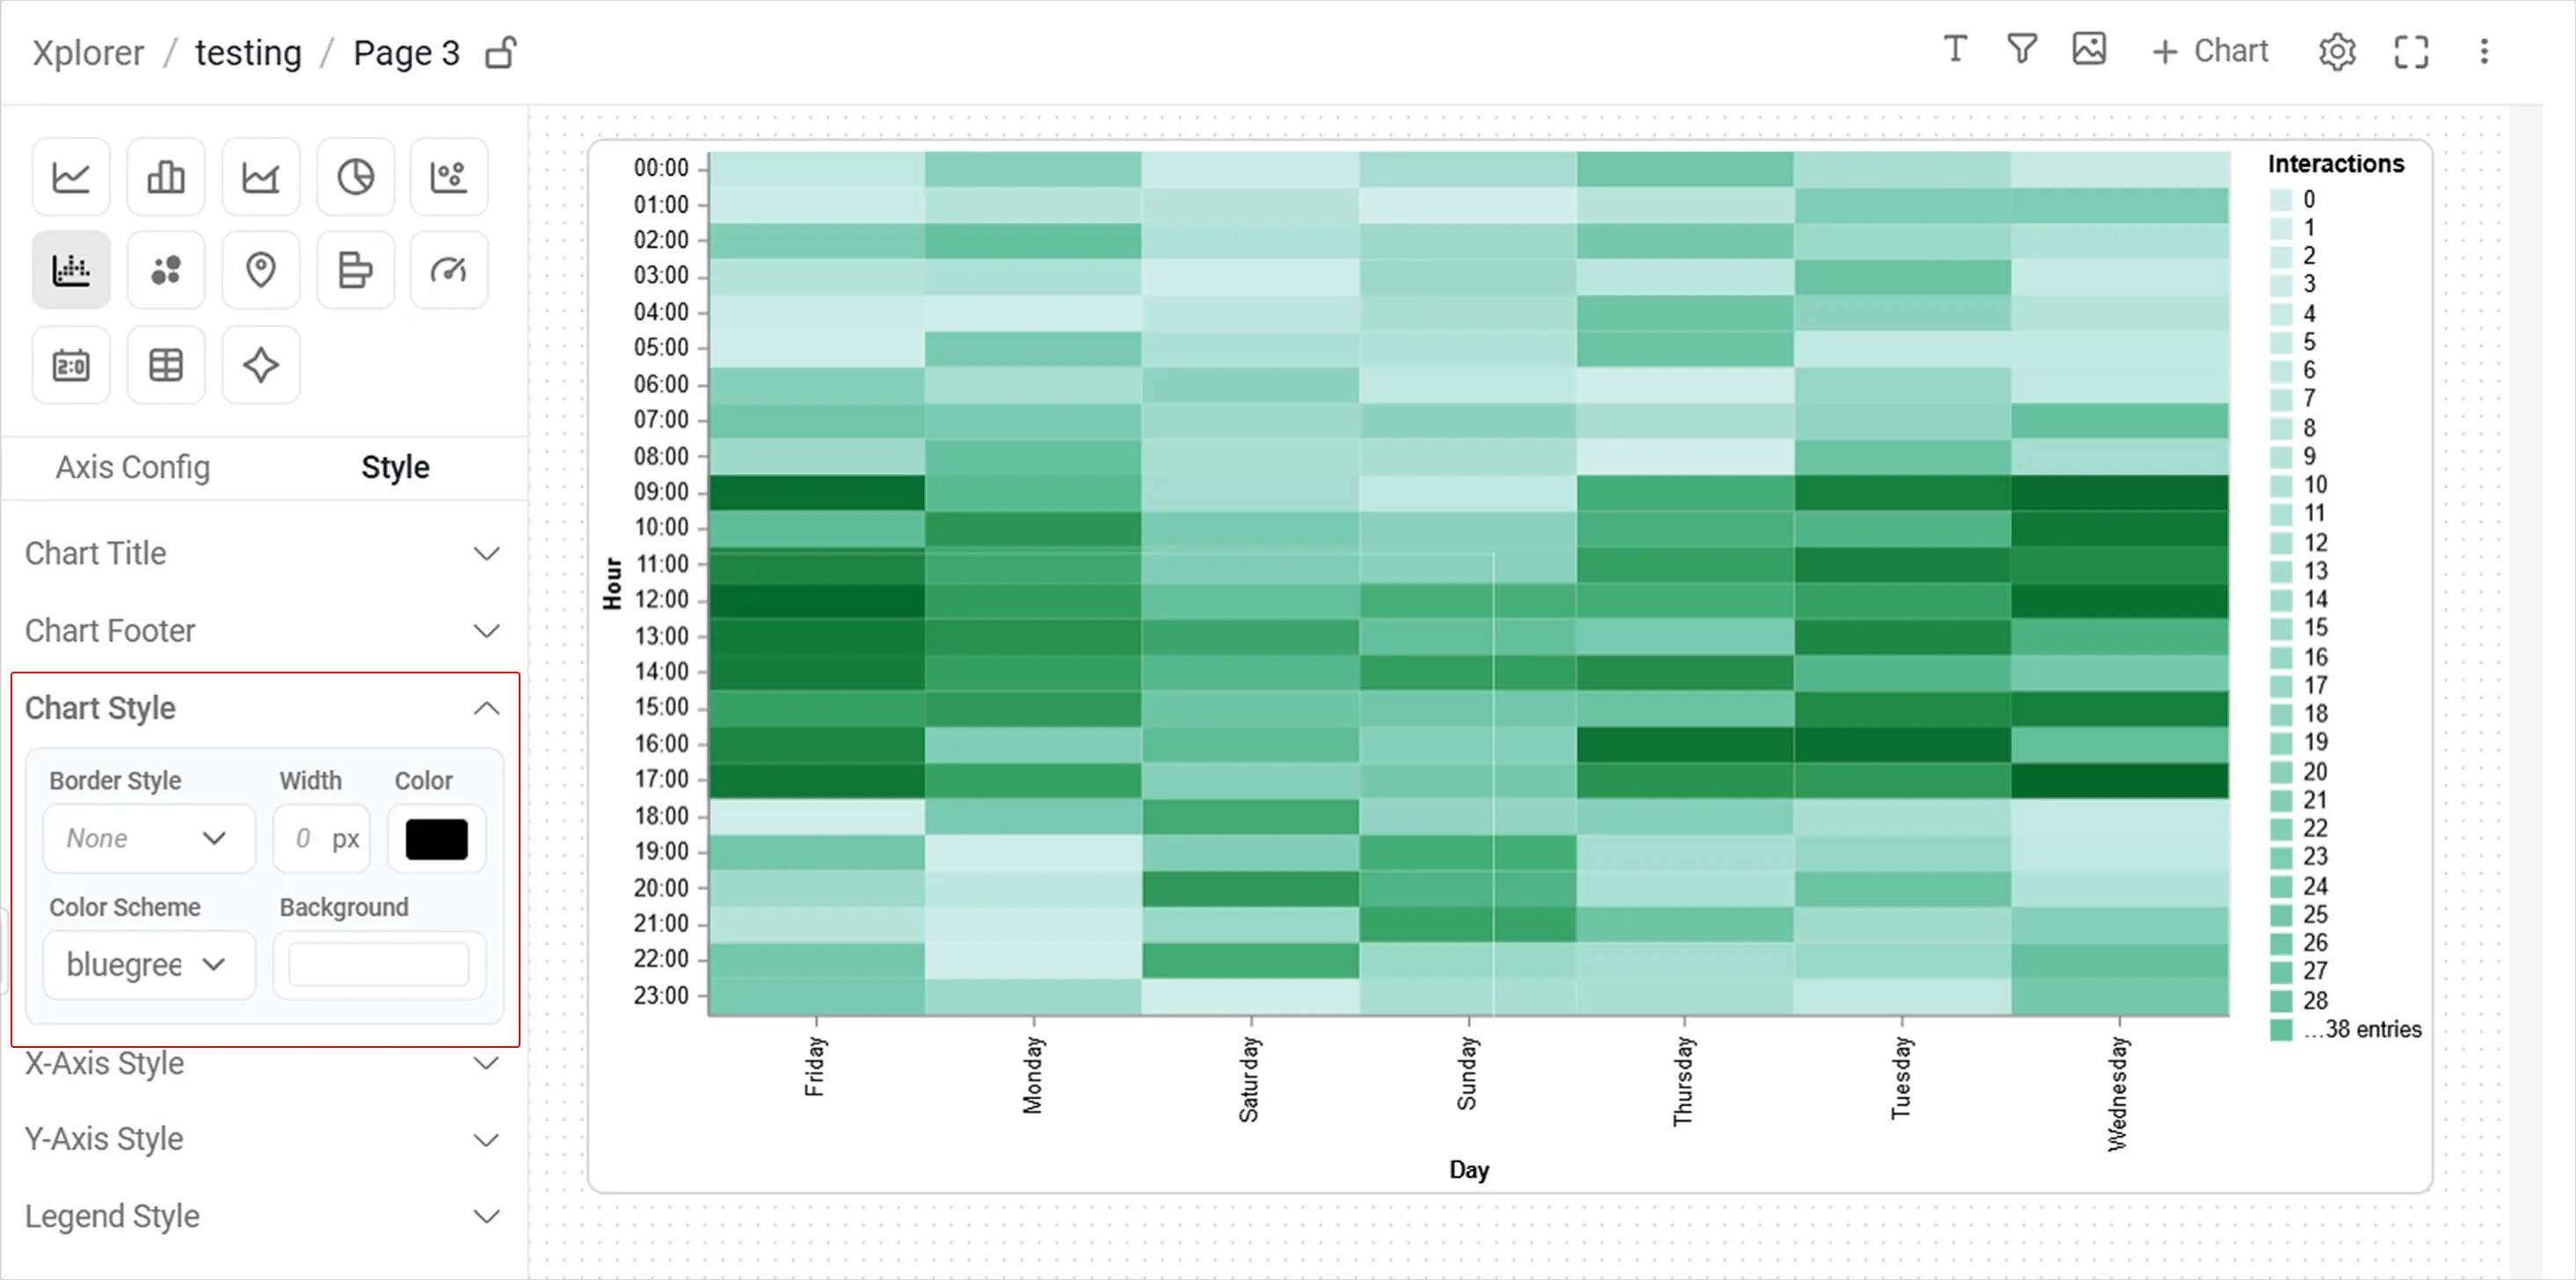 Xplorer / testing / Page 3
T + Chart
2:0
Axis Config Style
Chart Title
Chart Footer
Chart Style
Border Style Width Color
None 0 px
Color Scheme Background
bluegree
X-Axis Style
Y-Axis Style
Legend Style
Hour
00:00
01:00
02:00
03:00
04:00
05:00
06:00
07:00
08:00
09:00
10:00
11:00
12:00
13:00
14:00
15:00
16:00
17:00
18:00
19:00
20:00
21:00
22:00
23:00
Friday
Monday
Saturday
Sunday
Thursday
Tuesday
Wednesday
Day
Interactions
0
1
2
3
4
5
6
7
8
9
10
11
12
13
14
15
16
17
18
19
20
21
22
23
24
25
26
27
28
...38 entries